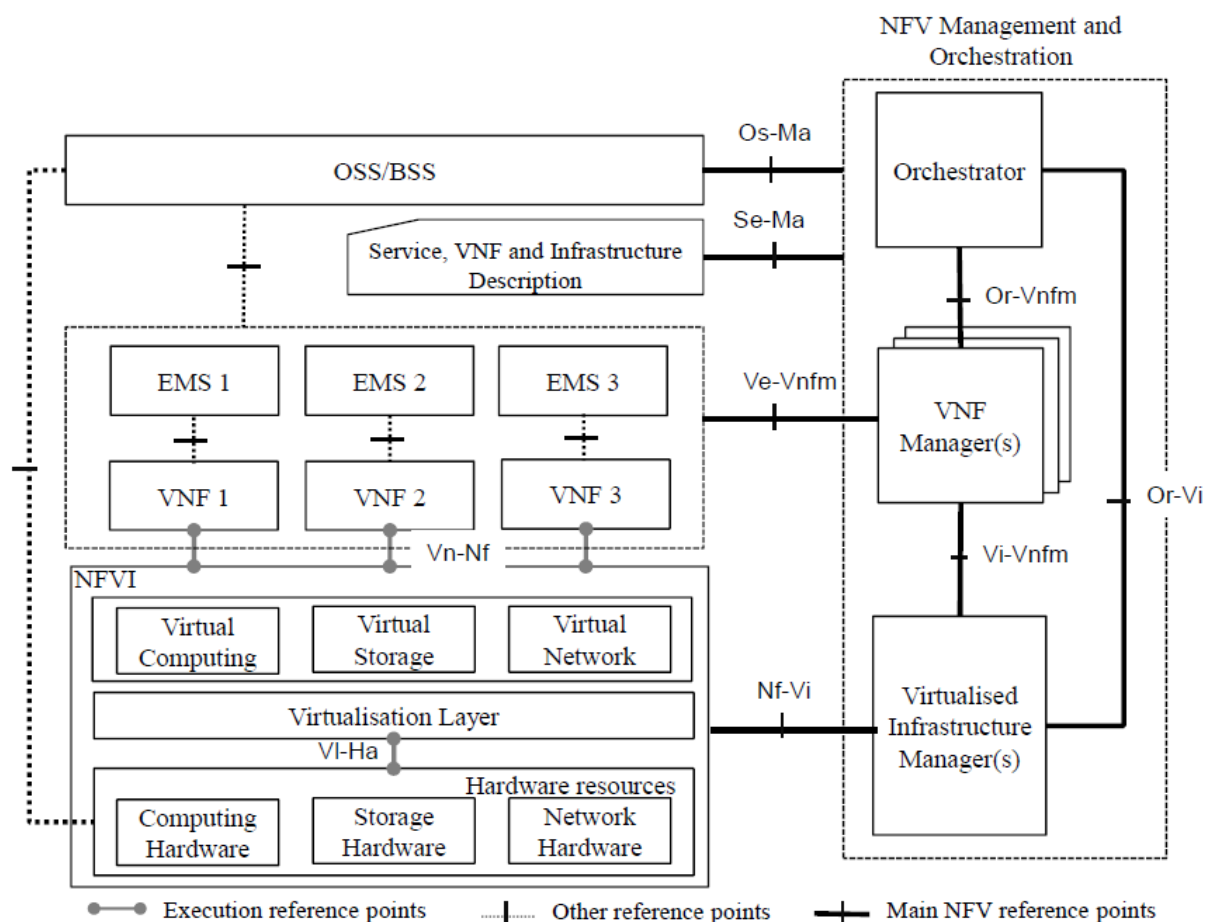 NFV Management and
Orchestration
Os-Ma
OSS/BSS
Orchestrator
Se-Ma
Service, VNF and Infrastructure
Description
Or-Vnfm
EMS 1
EMS 2
EMS 3
Ve-Vnfm
VNF
Manager(s)
VNF 1
VNF 2
VNF 3
Or-Vi
Vn-Nf
Vi-Vnfm
NFVI
Virtual
Computing
Virtual
Storage
Virtual
Network
Nf-Vi
Virtualisation Layer
Virtualised
Infrastructure
Manager(s)
Vl-Ha
Hardware resources
Computing
Hardware
Storage
Hardware
Network
Hardware
Execution reference points
Other reference points
Main NFV reference points